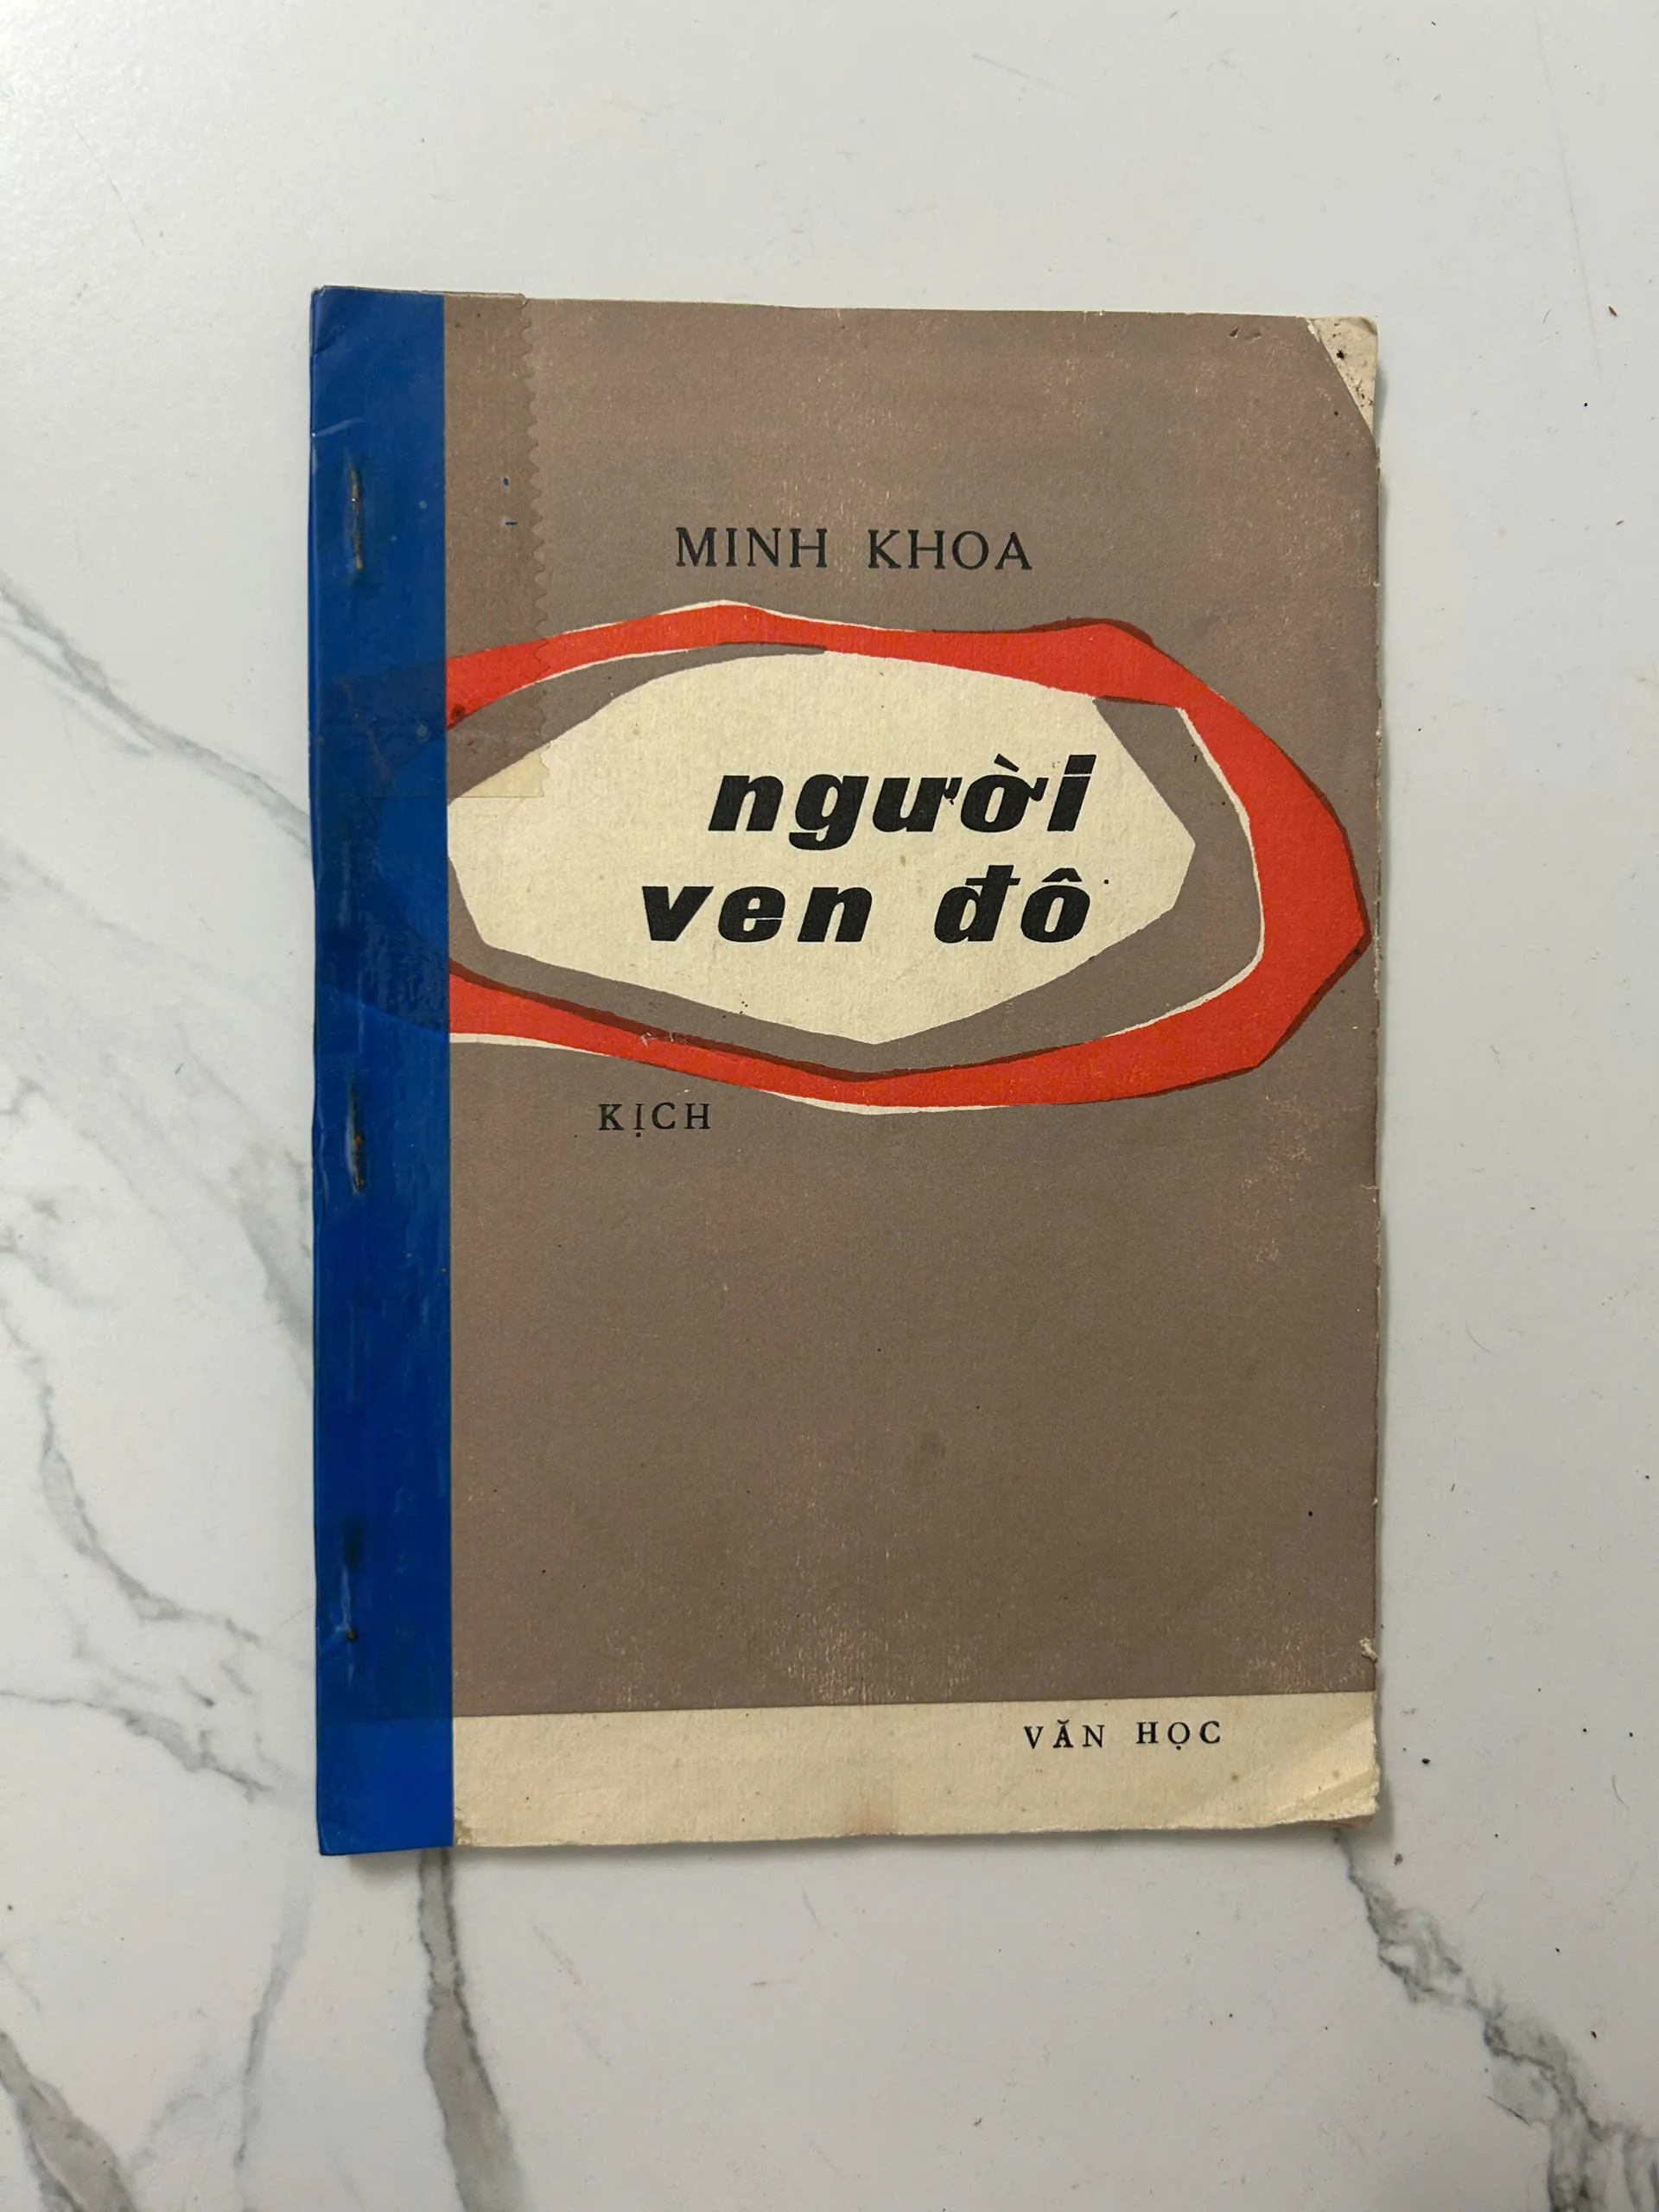 MINH KHOA
người
ven đô
KỊCH
VĂN HỌC